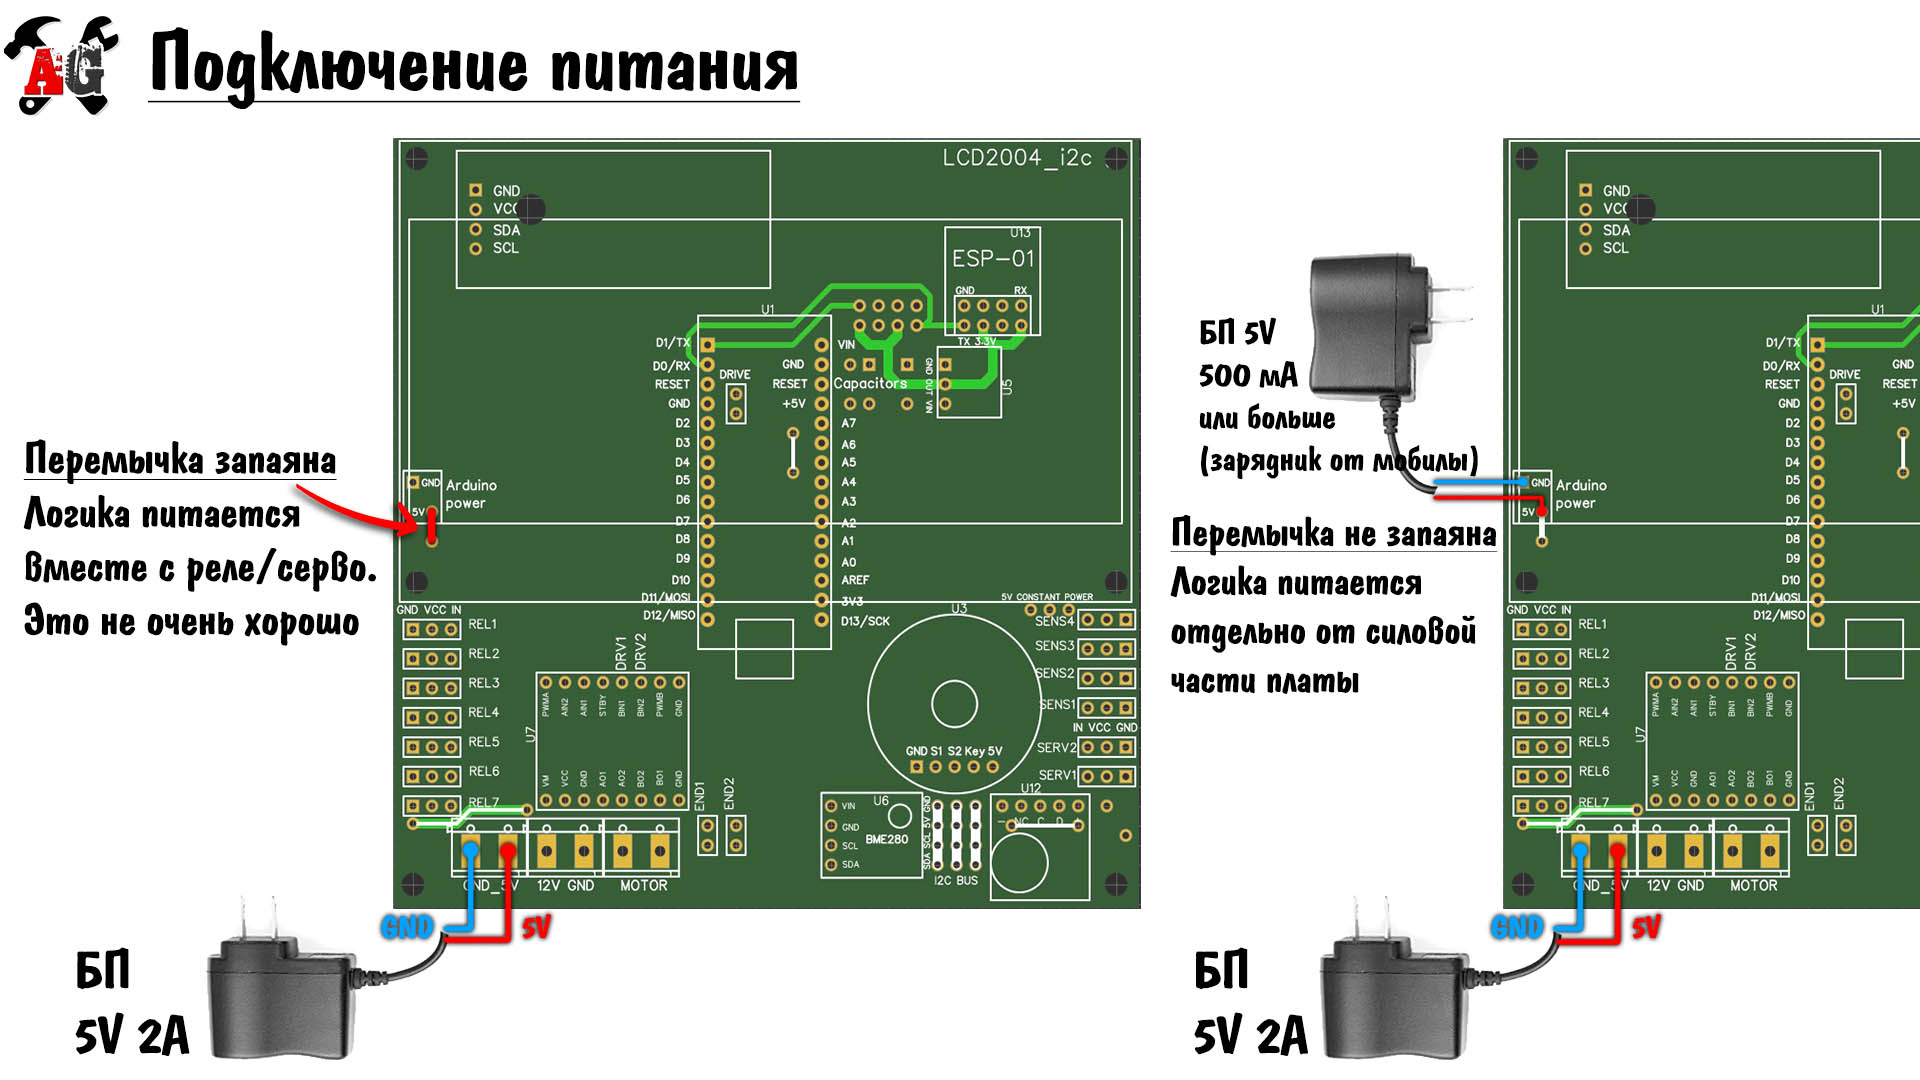 AG
Подключение питания
LCD2004_i2c
GND
VCC
SDA
SCL
U13
ESP-01
GND RX
TX 3.3V
U1
D1/TX
D0/RX
RESET
GND
D2
D3
D4
D5
D6
D7
D8
D9
D10
D11/MOSI
D12/MISO
DRIVE
VIN
GND
RESET
+5V
A7
A6
A5
A4
A3
A2
A1
A0
AREF
3V3
D13/SCK
Capacitors
GND OUT VIN
U5
Перемычка запаяна
Логика питается
вместе с реле/серво.
Это не очень хорошо
GND
5V
Arduino
power
GND VCC IN
REL1
REL2
REL3
REL4
REL5
REL6
REL7
DRV1
DRV2
PWMA AIN2 AIN1 STBY BIN1 BIN2 PWMB GND
U7
VM VCC GND AO1 AO2 BO2 BO1 GND
END1
END2
5V CONSTANT POWER
U3
SENS4
SENS3
SENS2
SENS1
IN VCC GND
SERV2
SERV1
GND S1 S2 Key 5V
U6
VIN
GND
SCL
SDA
BME280
SDA SCL 5V GND
I2C BUS
U12
GND_5V
12V GND
MOTOR
GND
5V
БП
5V 2A
БП 5V
500 мА
или больше
(зарядник от мобилы)
Перемычка не запаяна
Логика питается
отдельно от силовой
части платы
GND
VCC
SDA
SCL
U1
D1/TX
D0/RX
RESET
GND
D2
D3
D4
D5
D6
D7
D8
D9
D10
D11/MOSI
D12/MISO
DRIVE
GND
RESET
+5V
GND
5V
Arduino
power
GND VCC IN
REL1
REL2
REL3
REL4
REL5
REL6
REL7
DRV1
DRV2
PWMA AIN2 AIN1 STBY BIN1 BIN2 PWMB GND
U7
VM VCC GND AO1 AO2 BO2 BO1 GND
END1
END2
GND_5V
12V GND
MOTOR
GND
5V
БП
5V 2A